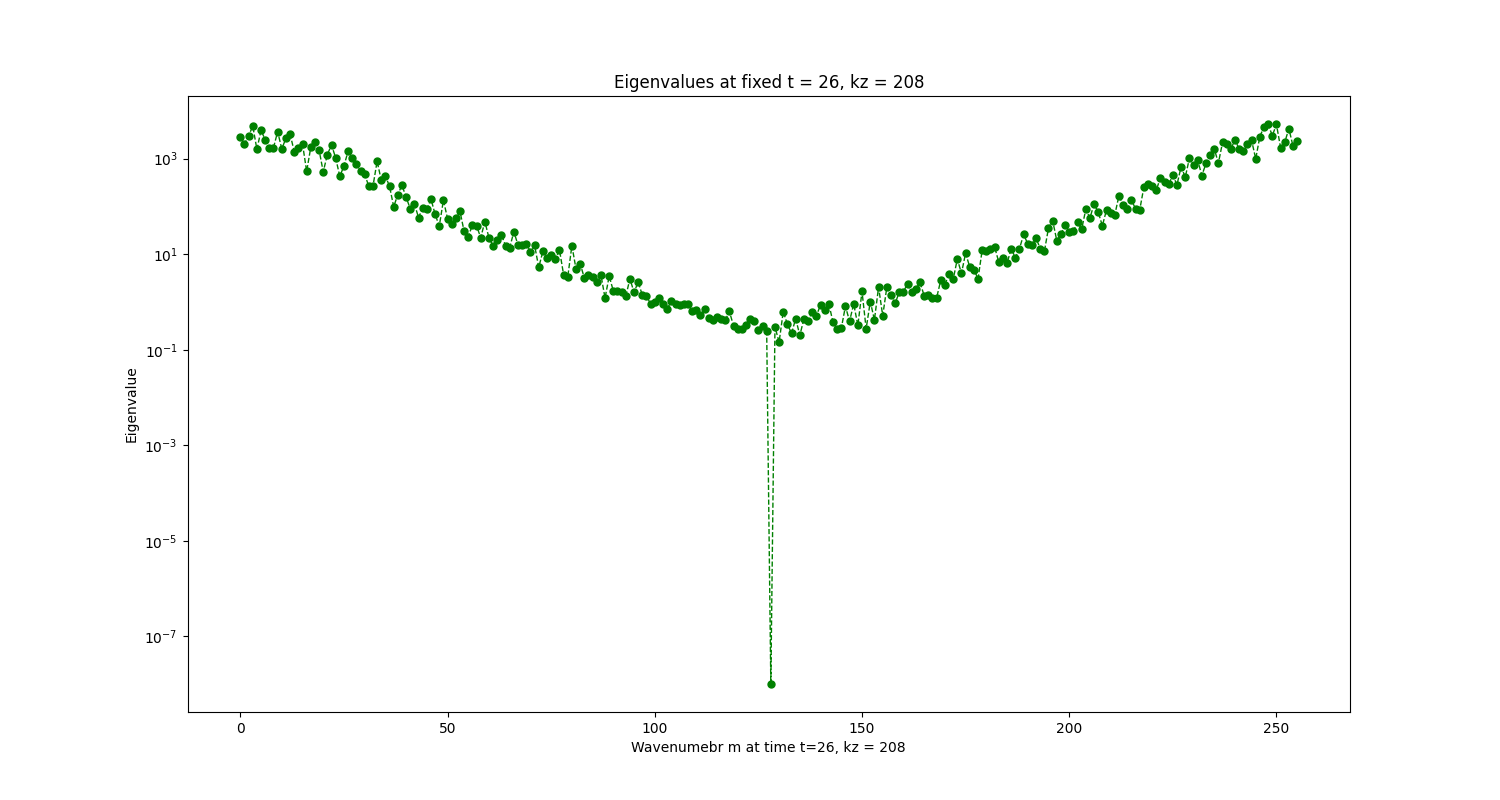 Eigenvalues at fixed t = 26, kz = 208
10³
10¹
10⁻¹
10⁻³
10⁻⁵
10⁻⁷
Eigenvalue
0 50 100 150 200 250
Wavenumebr m at time t=26, kz = 208